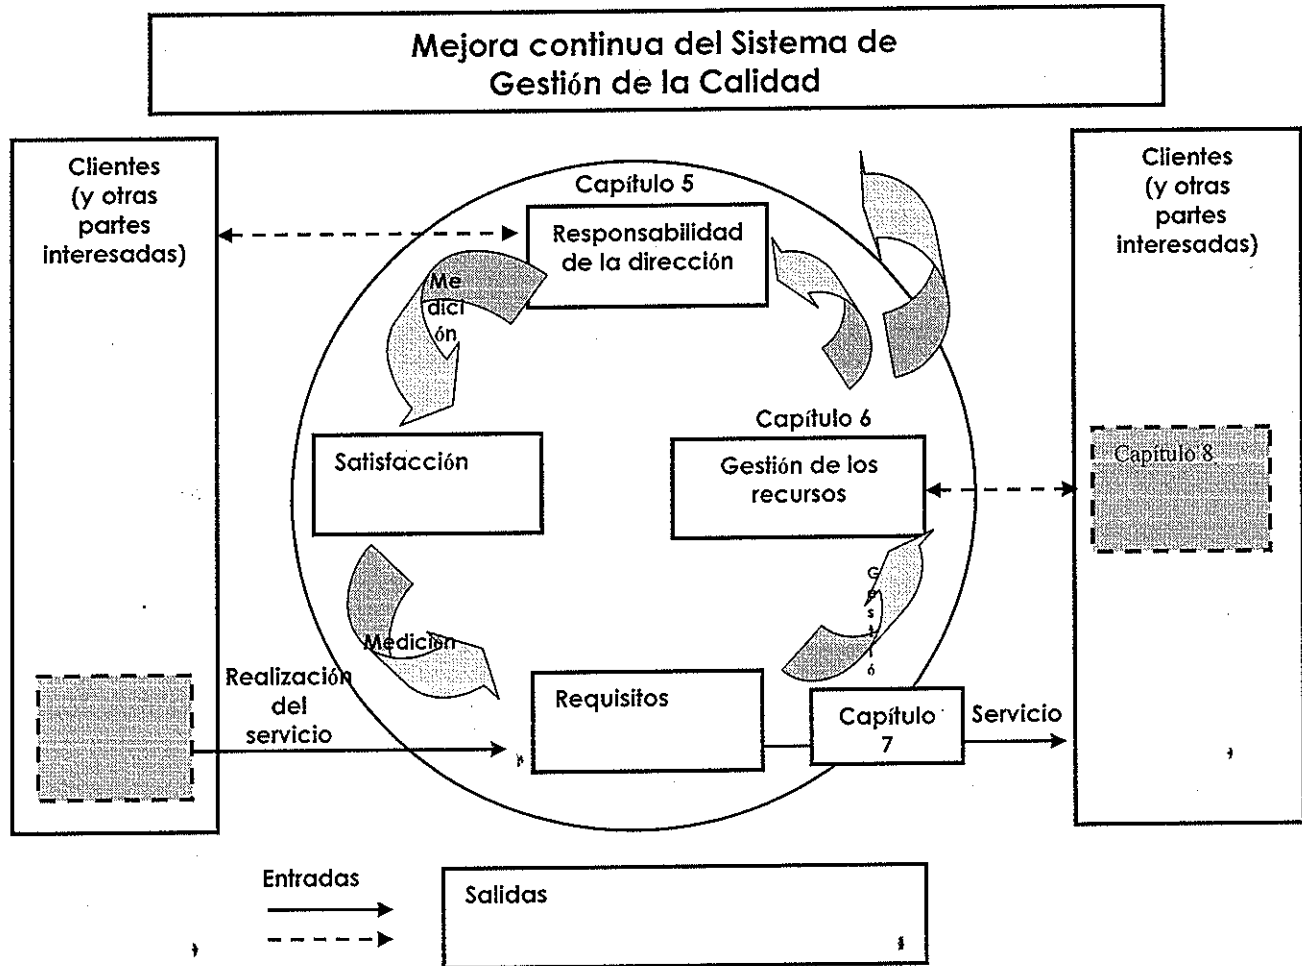 Mejora continua del Sistema de
Gestión de la Calidad
Clientes
(y otras
partes
interesadas)
Clientes
(y otras
partes
interesadas)
Capítulo 5
Responsabilidad
de la dirección
Me
dici
ón
Capítulo 6
Gestión de los
recursos
Capítulo 8
Satisfacción
G
e
s
t
i
ó
Medición
Realización
del
servicio
Requisitos
Capítulo
7
Servicio
Entradas
Salidas